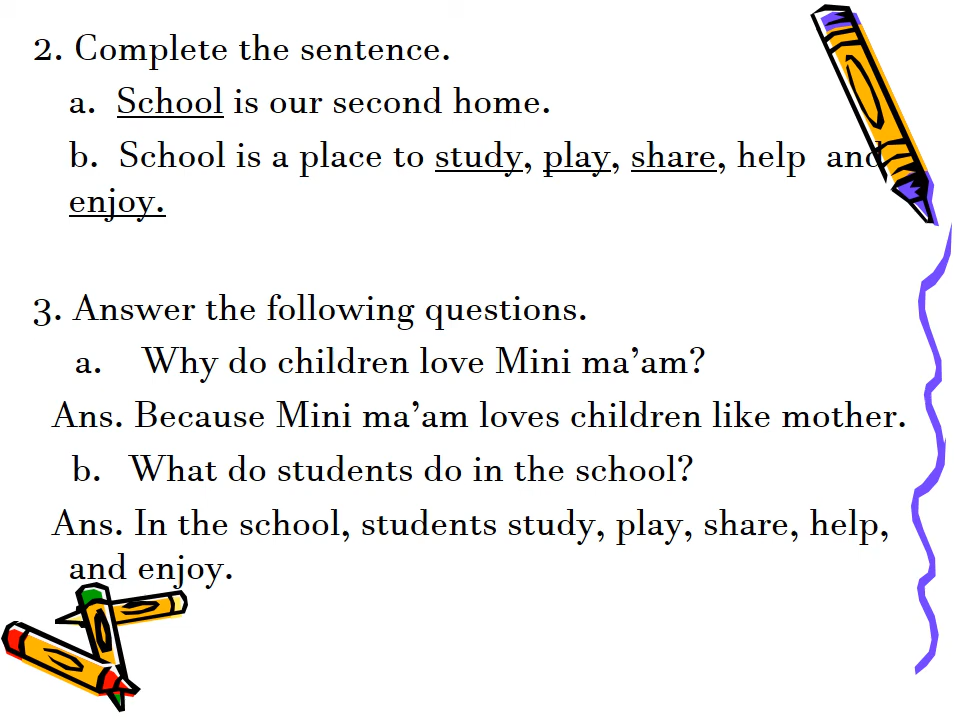 2. Complete the sentence.
a. School is our second home.
b. School is a place to study, play, share, help and
enjoy.
3. Answer the following questions.
a. Why do children love Mini ma’am?
Ans. Because Mini ma’am loves children like mother.
b. What do students do in the school?
Ans. In the school, students study, play, share, help,
and enjoy.